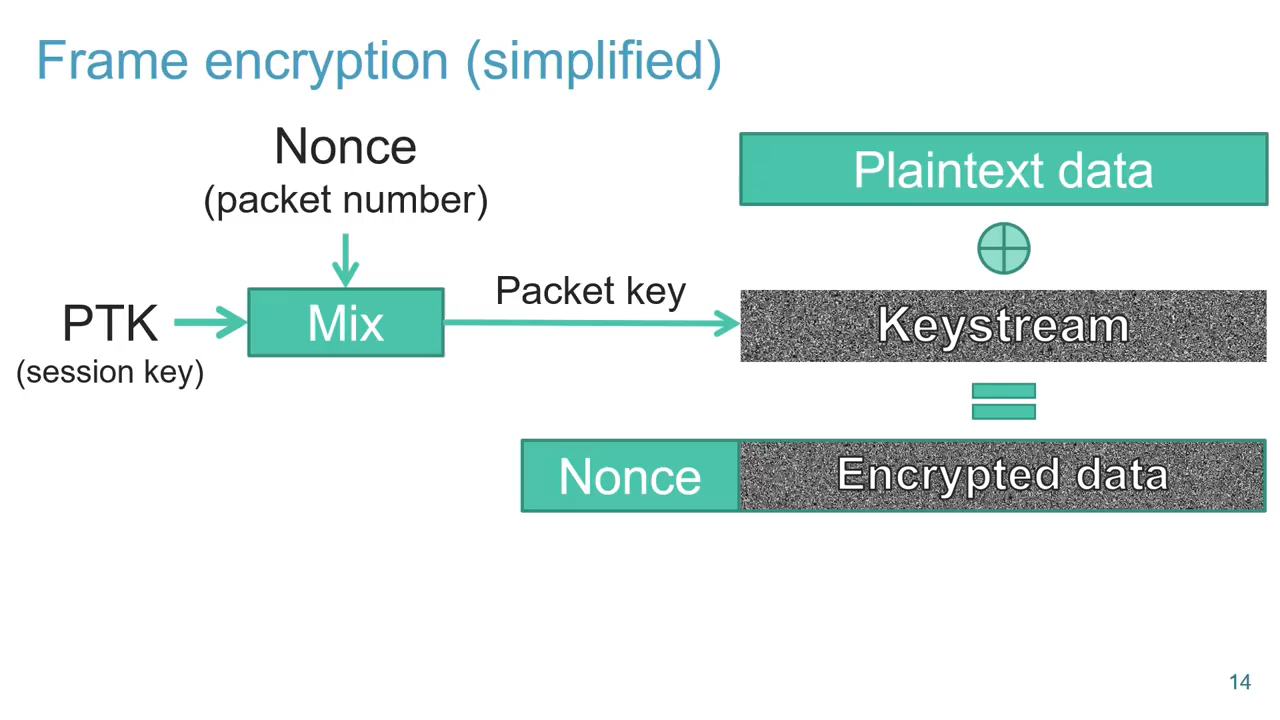 Frame encryption (simplified)
Nonce
(packet number)
PTK
(session key)
Mix
Packet key
Plaintext data
Keystream
Nonce
Encrypted data
14